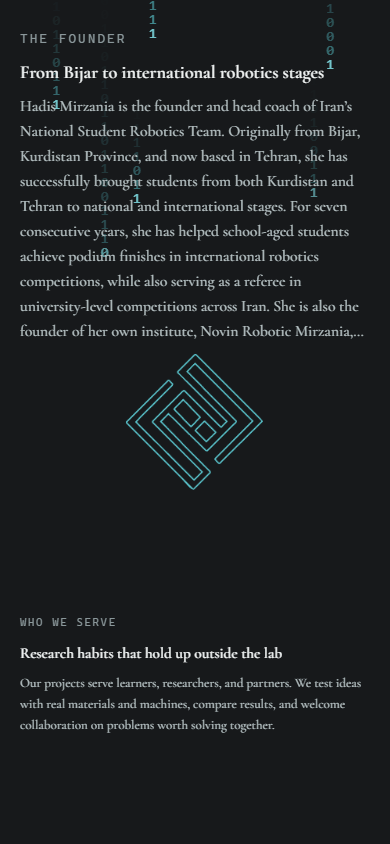 THE FOUNDER
From Bijar to international robotics stages
Hadis Mirzania is the founder and head coach of Iran’s
National Student Robotics Team. Originally from Bijar,
Kurdistan Province, and now based in Tehran, she has
successfully brought students from both Kurdistan and
Tehran to national and international stages. For seven
consecutive years, she has helped school-aged students
achieve podium finishes in international robotics
competitions, while also serving as a referee in
university-level competitions across Iran. She is also the
founder of her own institute, Novin Robotic Mirzania,...
WHO WE SERVE
Research habits that hold up outside the lab
Our projects serve learners, researchers, and partners. We test ideas
with real materials and machines, compare results, and welcome
collaboration on problems worth solving together.